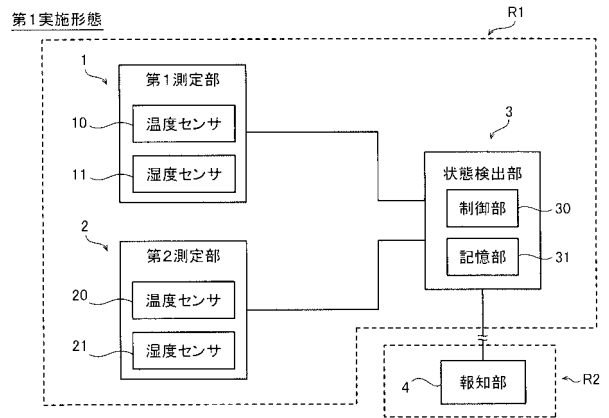 第1実施形態
R1
1
第1測定部
10
温度センサ
11
湿度センサ
2
第2測定部
20
温度センサ
21
湿度センサ
3
状態検出部
制御部
30
記憶部
31
4
報知部
R2